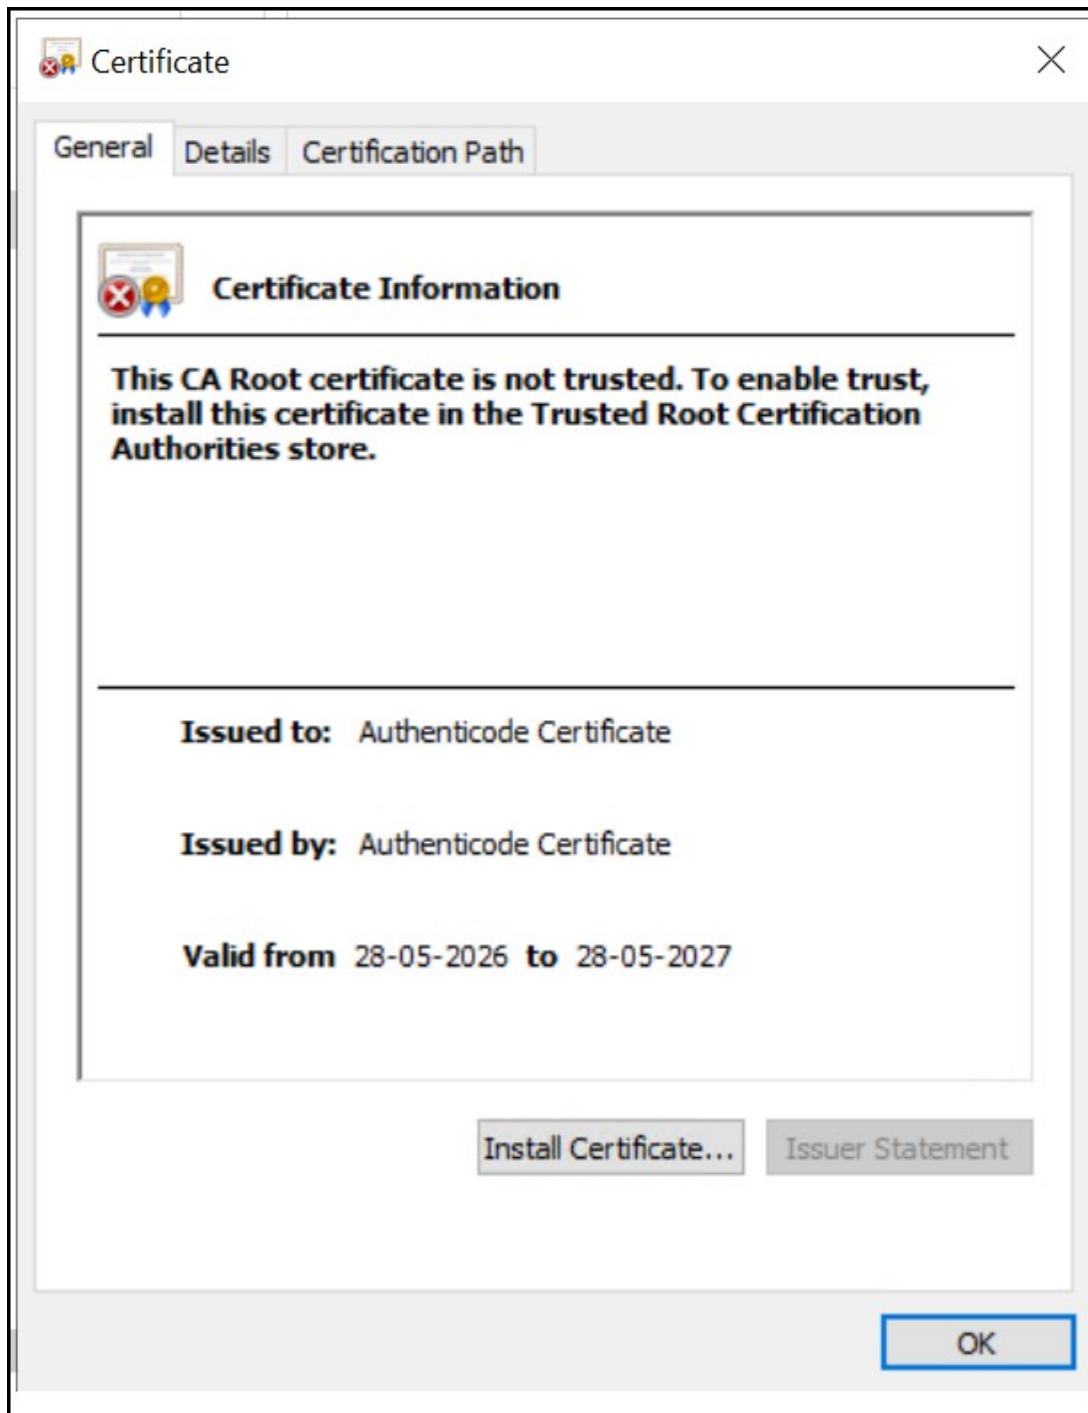 Certificate
General Details Certification Path
Certificate Information
This CA Root certificate is not trusted. To enable trust,
install this certificate in the Trusted Root Certification
Authorities store.
Issued to: Authenticode Certificate
Issued by: Authenticode Certificate
Valid from 28-05-2026 to 28-05-2027
Install Certificate... Issuer Statement
OK